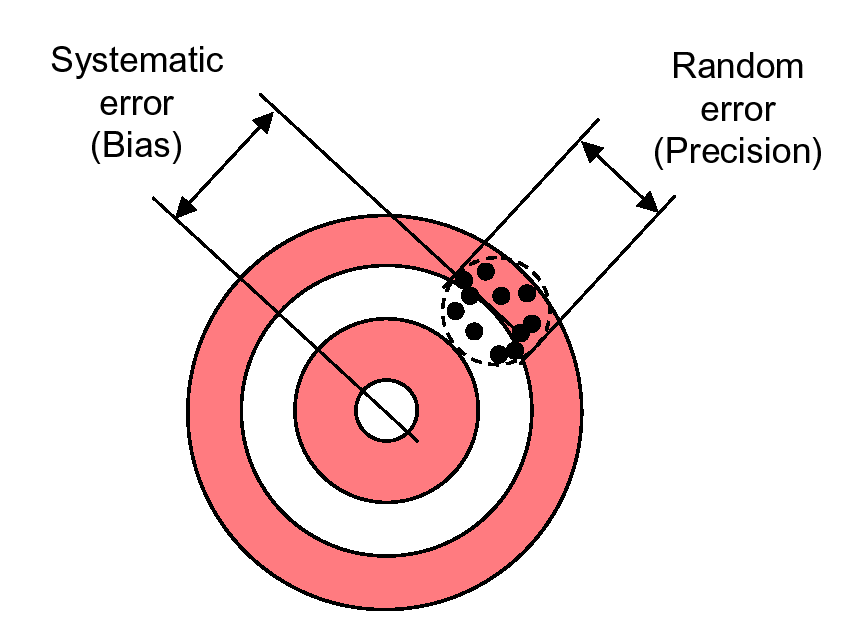 Systematic
error
(Bias)
Random
error
(Precision)